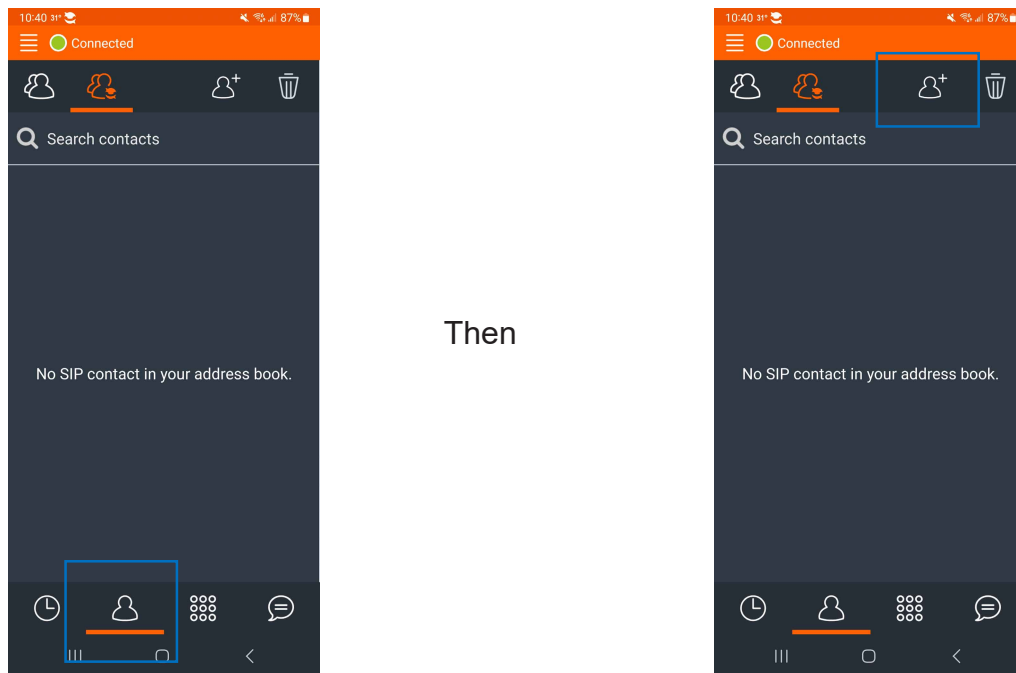 10:40 31° 87%
Connected
Search contacts
No SIP contact in your address book.
Then
10:40 31° 87%
Connected
Search contacts
No SIP contact in your address book.